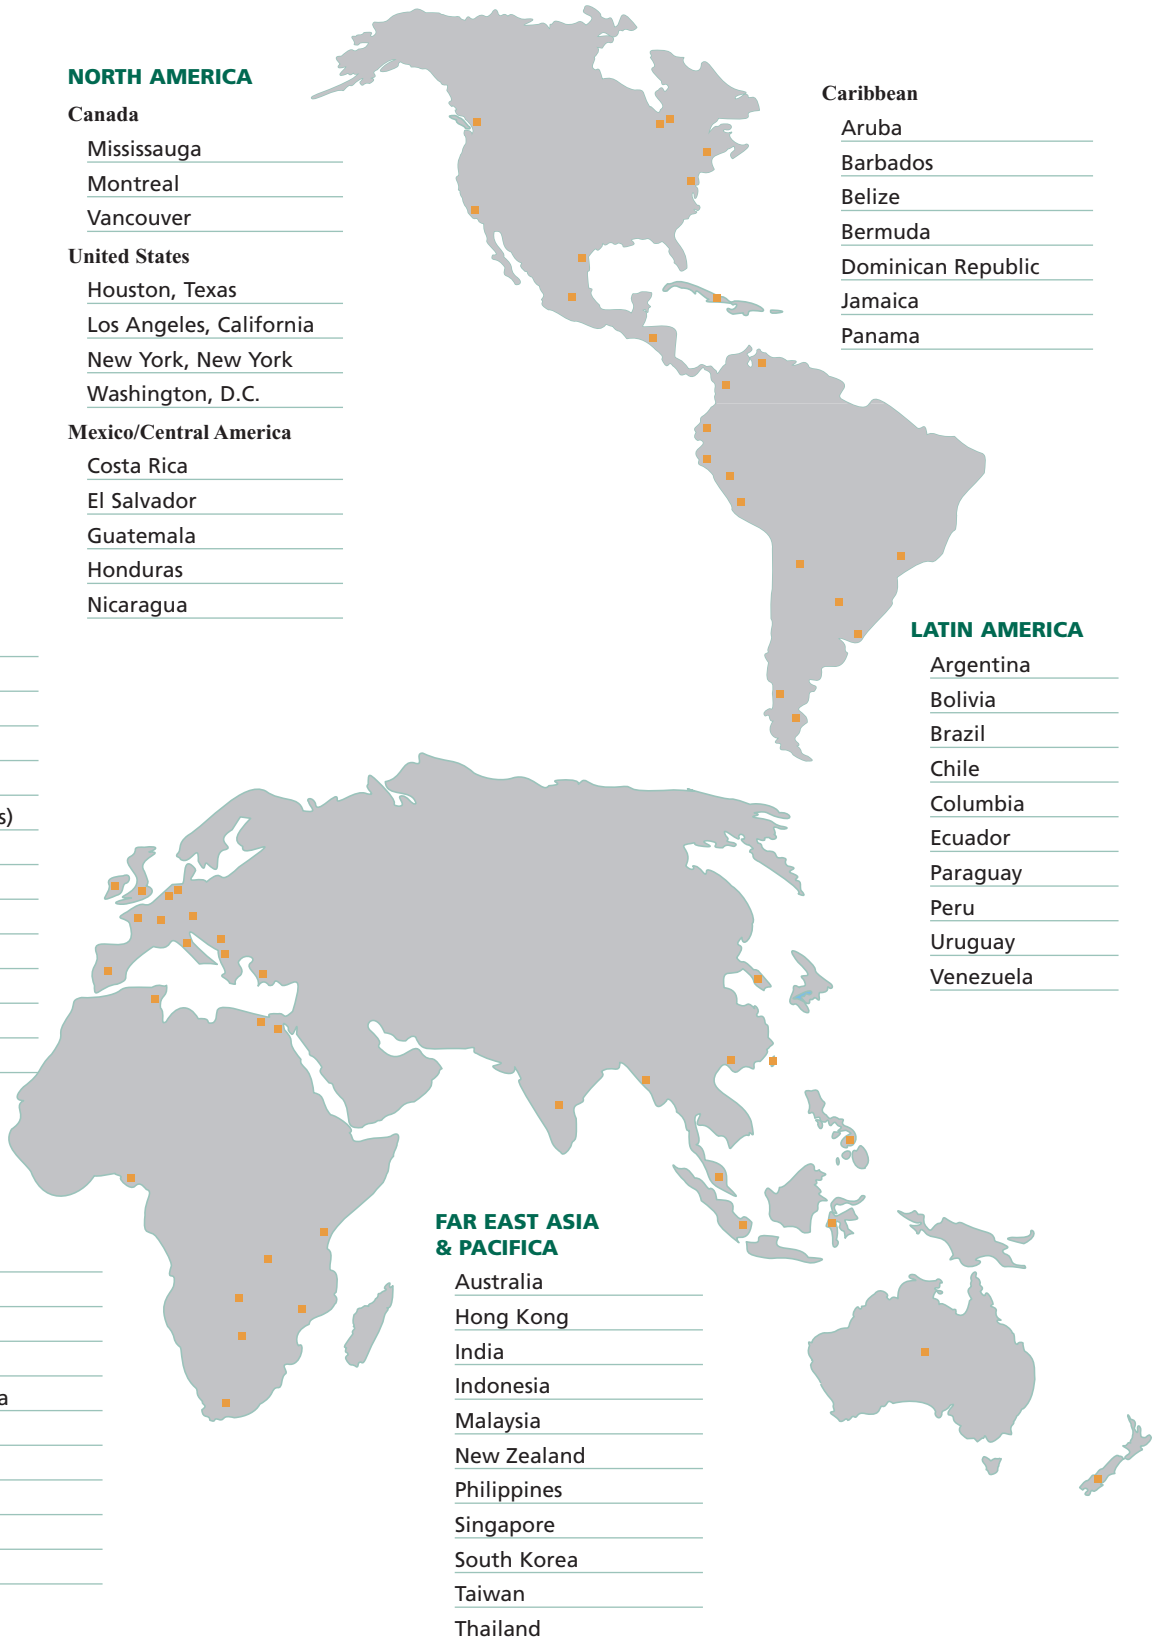 NORTH AMERICA
Canada
Mississauga
Montreal
Vancouver
United States
Houston, Texas
Los Angeles, California
New York, New York
Washington, D.C.
Mexico/Central America
Costa Rica
El Salvador
Guatemala
Honduras
Nicaragua
Caribbean
Aruba
Barbados
Belize
Bermuda
Dominican Republic
Jamaica
Panama
LATIN AMERICA
Argentina
Bolivia
Brazil
Chile
Columbia
Ecuador
Paraguay
Peru
Uruguay
Venezuela
s)
a
FAR EAST ASIA
& PACIFICA
Australia
Hong Kong
India
Indonesia
Malaysia
New Zealand
Philippines
Singapore
South Korea
Taiwan
Thailand